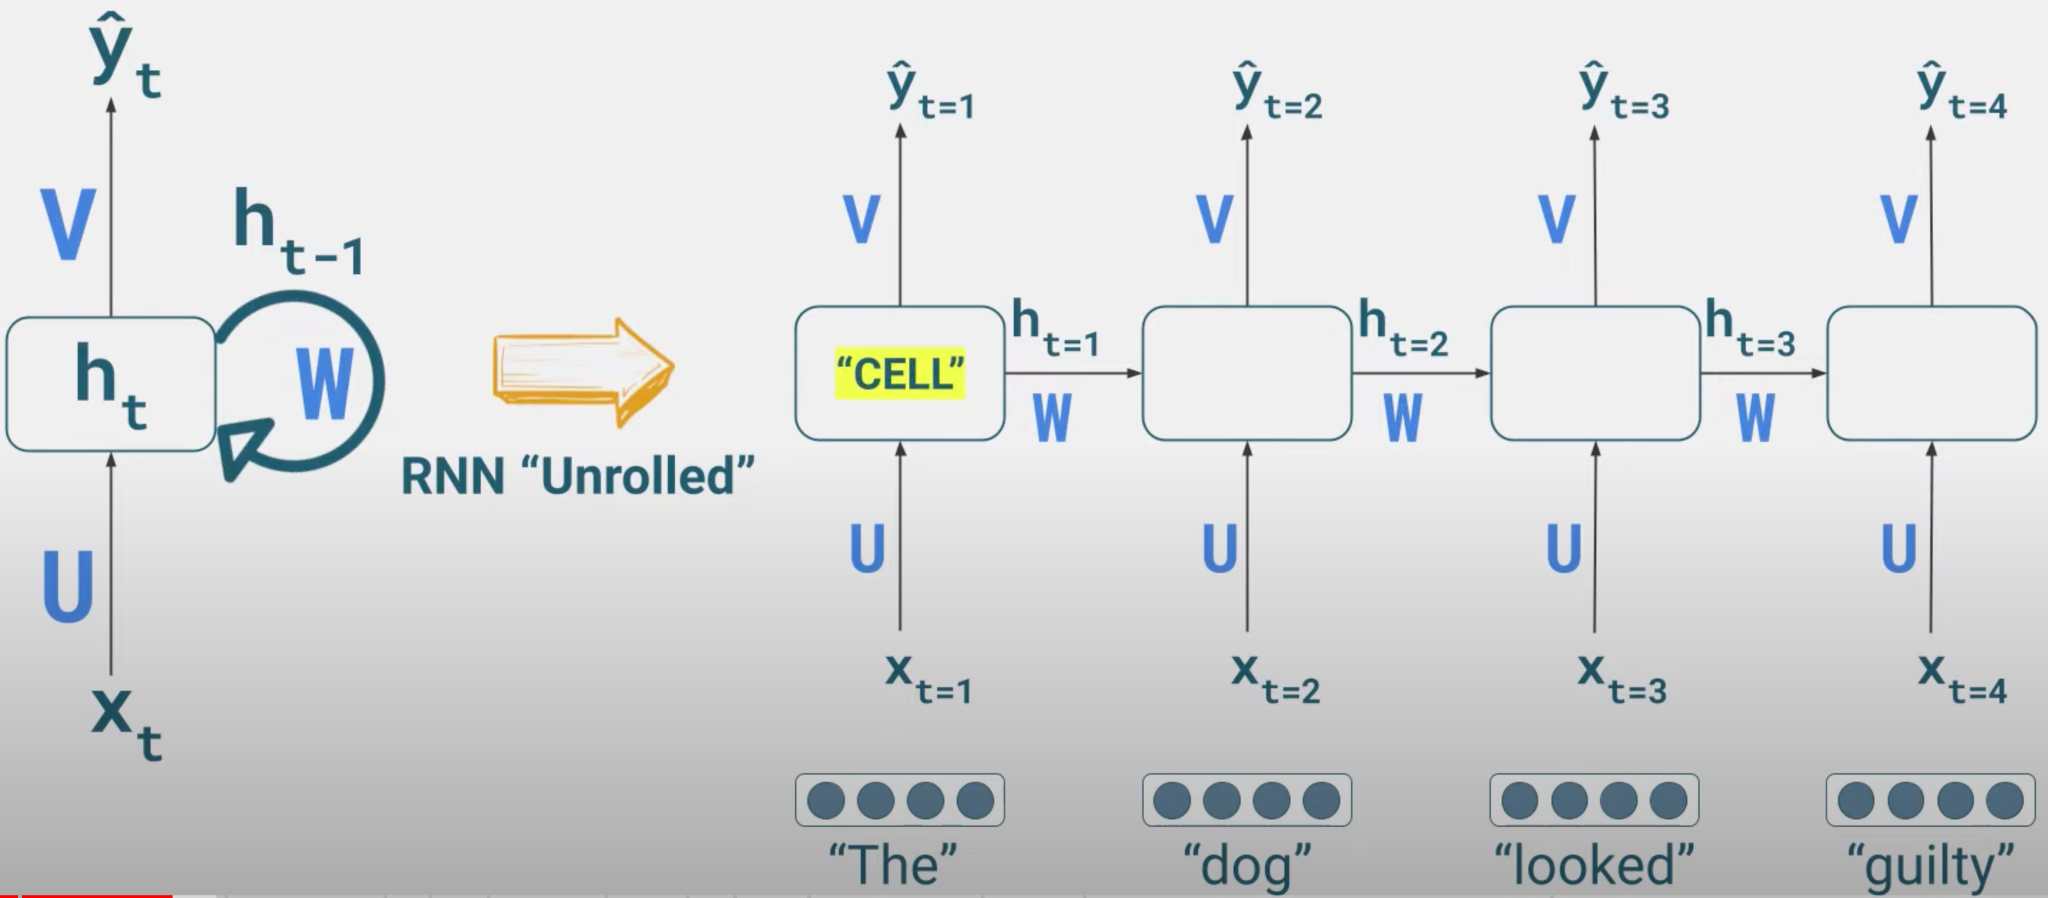 ŷt
V
ht-1
ht
W
U
xt
RNN “Unrolled”
ŷt=1 ŷt=2 ŷt=3 ŷt=4
V V V V
“CELL” ht=1 ht=2 ht=3
W W W
U U U U
xt=1 xt=2 xt=3 xt=4
“The” “dog” “looked” “guilty”